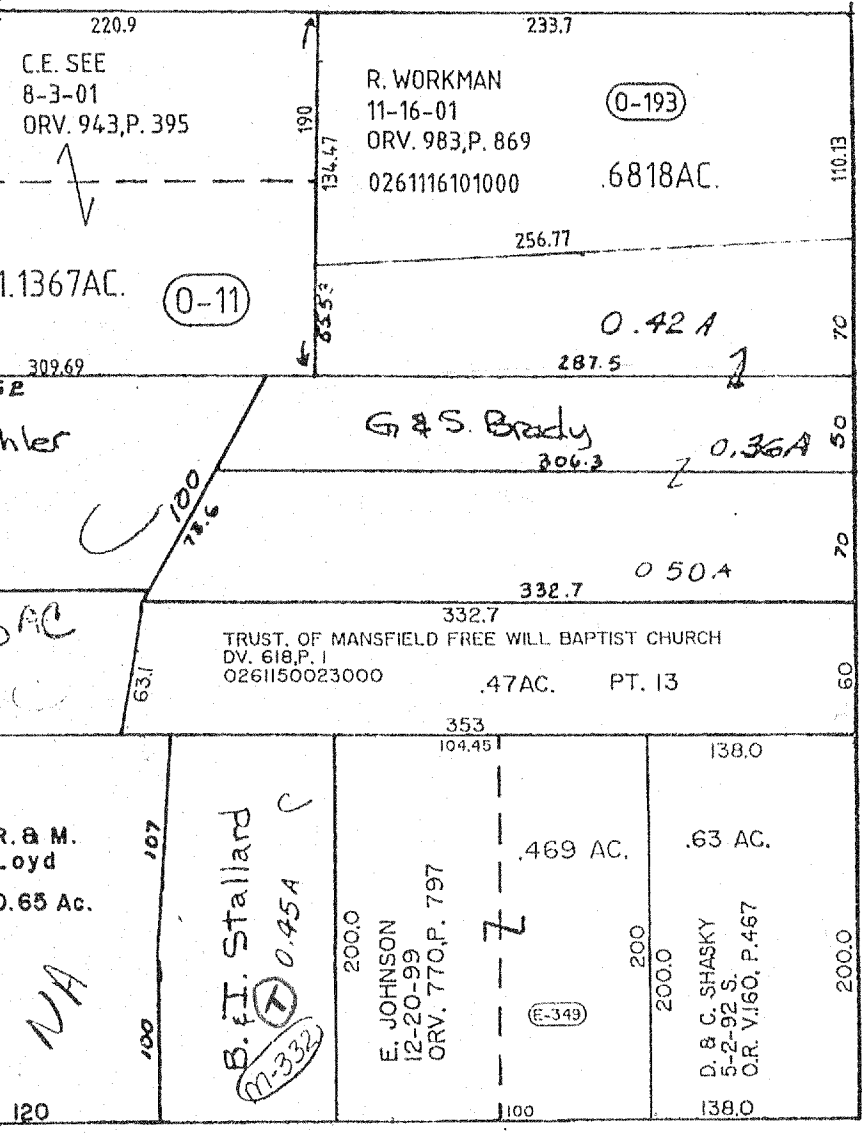 220.9
C.E. SEE
8-3-01
ORV. 943,P. 395
190
1.1367AC.
O-11
309.69
233.7
R. WORKMAN
11-16-01
ORV. 983,P. 869
0261116101000
O-193
.6818AC.
134.47
110.13
256.77
0.42 A
70
287.5
hler
G & S. Brady
0.36A
50
306.3
100
78.6
0 50.A
70
332.7
AC
332.7
TRUST. OF MANSFIELD FREE WILL BAPTIST CHURCH
DV. 618,P. 1
0261150023000
.47AC.
PT. 13
63.1
60
353
104.45
138.0
R. & M.
Loyd
0.65 Ac.
NA
107
100
120
B. & I. Stallard
0.45A
C
T
M-332
200.0
E. JOHNSON
12-20-99
ORV. 770,P. 797
.469 AC.
E-349
200
100
.63 AC.
200.0
D. & C. SHASKY
5-2-92 S.
O.R. V.160, P.467
200.0
138.0